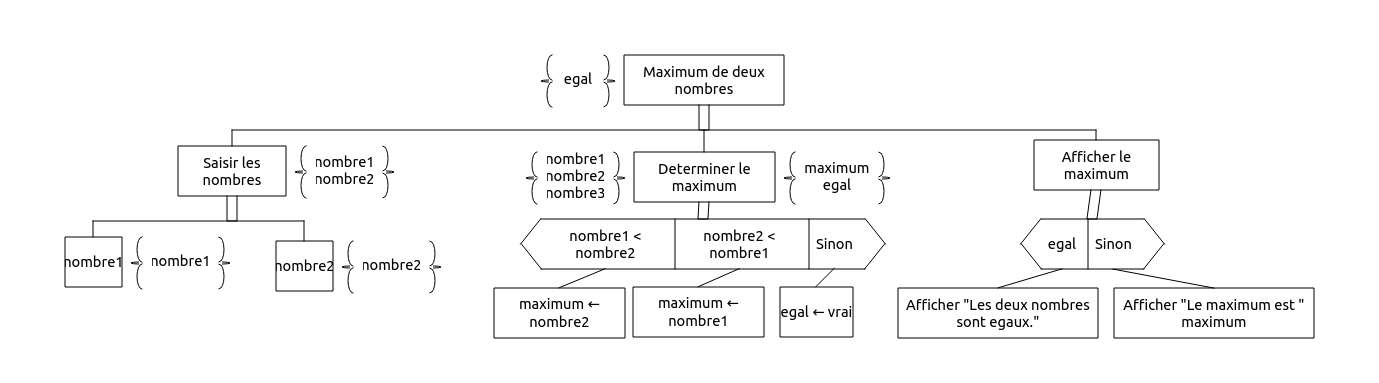 egal
Maximum de deux
nombres
Saisir les
nombres
nombre1
nombre2
nombre1
nombre2
nombre3
Determiner le
maximum
maximum
egal
Afficher le
maximum
nombre1
nombre1
nombre2
nombre2
nombre1 <
nombre2
nombre2 <
nombre1
Sinon
egal
Sinon
maximum ←
nombre2
maximum ←
nombre1
egal ← vrai
Afficher "Les deux nombres
sont egaux."
Afficher "Le maximum est "
maximum